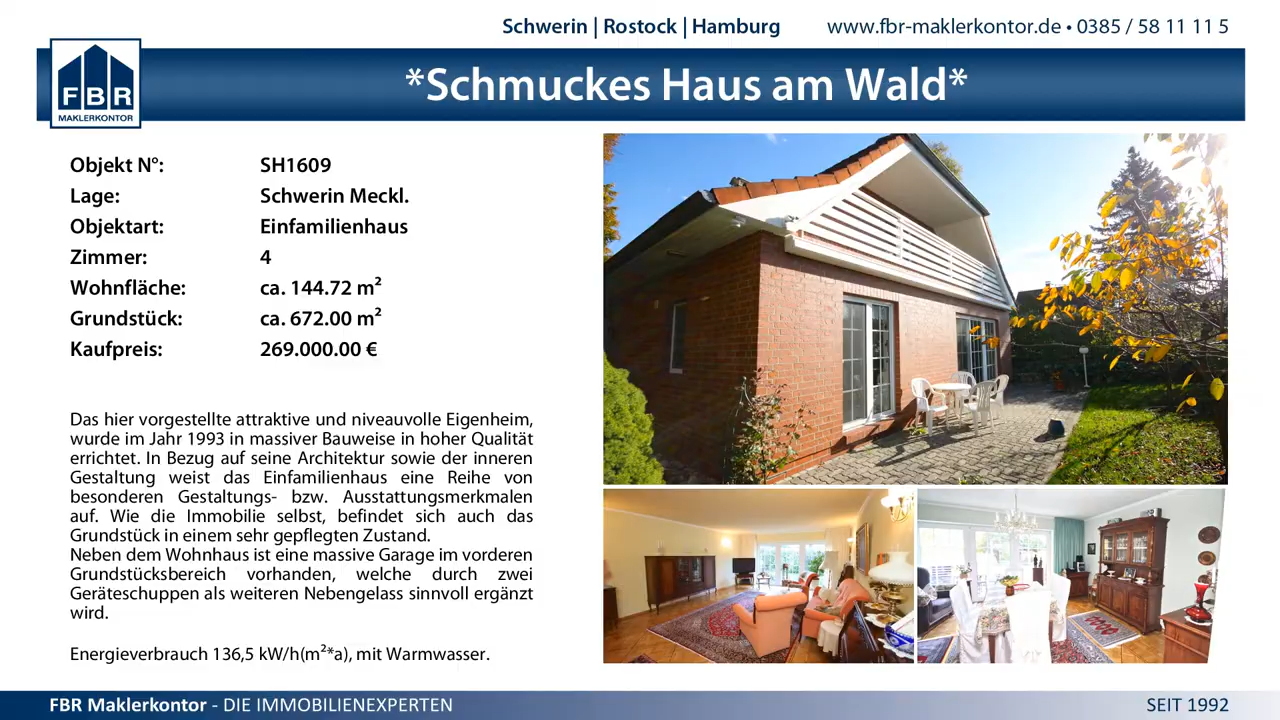 Schwerin | Rostock | Hamburg
www.fbr-maklerkontor.de • 0385 / 58 11 11 5
FBR
MAKLERKONTOR
*Schmuckes Haus am Wald*
Objekt N°: SH1609
Lage: Schwerin Meckl.
Objektart: Einfamilienhaus
Zimmer: 4
Wohnfläche: ca. 144.72 m²
Grundstück: ca. 672.00 m²
Kaufpreis: 269.000.00 €
Das hier vorgestellte attraktive und niveauvolle Eigenheim,
wurde im Jahr 1993 in massiver Bauweise in hoher Qualität
errichtet. In Bezug auf seine Architektur sowie der inneren
Gestaltung weist das Einfamilienhaus eine Reihe von
besonderen Gestaltungs- bzw. Ausstattungsmerkmalen
auf. Wie die Immobilie selbst, befindet sich auch das
Grundstück in einem sehr gepflegten Zustand.
Neben dem Wohnhaus ist eine massive Garage im vorderen
Grundstücksbereich vorhanden, welche durch zwei
Geräteschuppen als weiteren Nebengelass sinnvoll ergänzt
wird.
Energieverbrauch 136,5 kW/h(m²*a), mit Warmwasser.
FBR Maklerkontor - DIE IMMOBILIENEXPERTEN
SEIT 1992